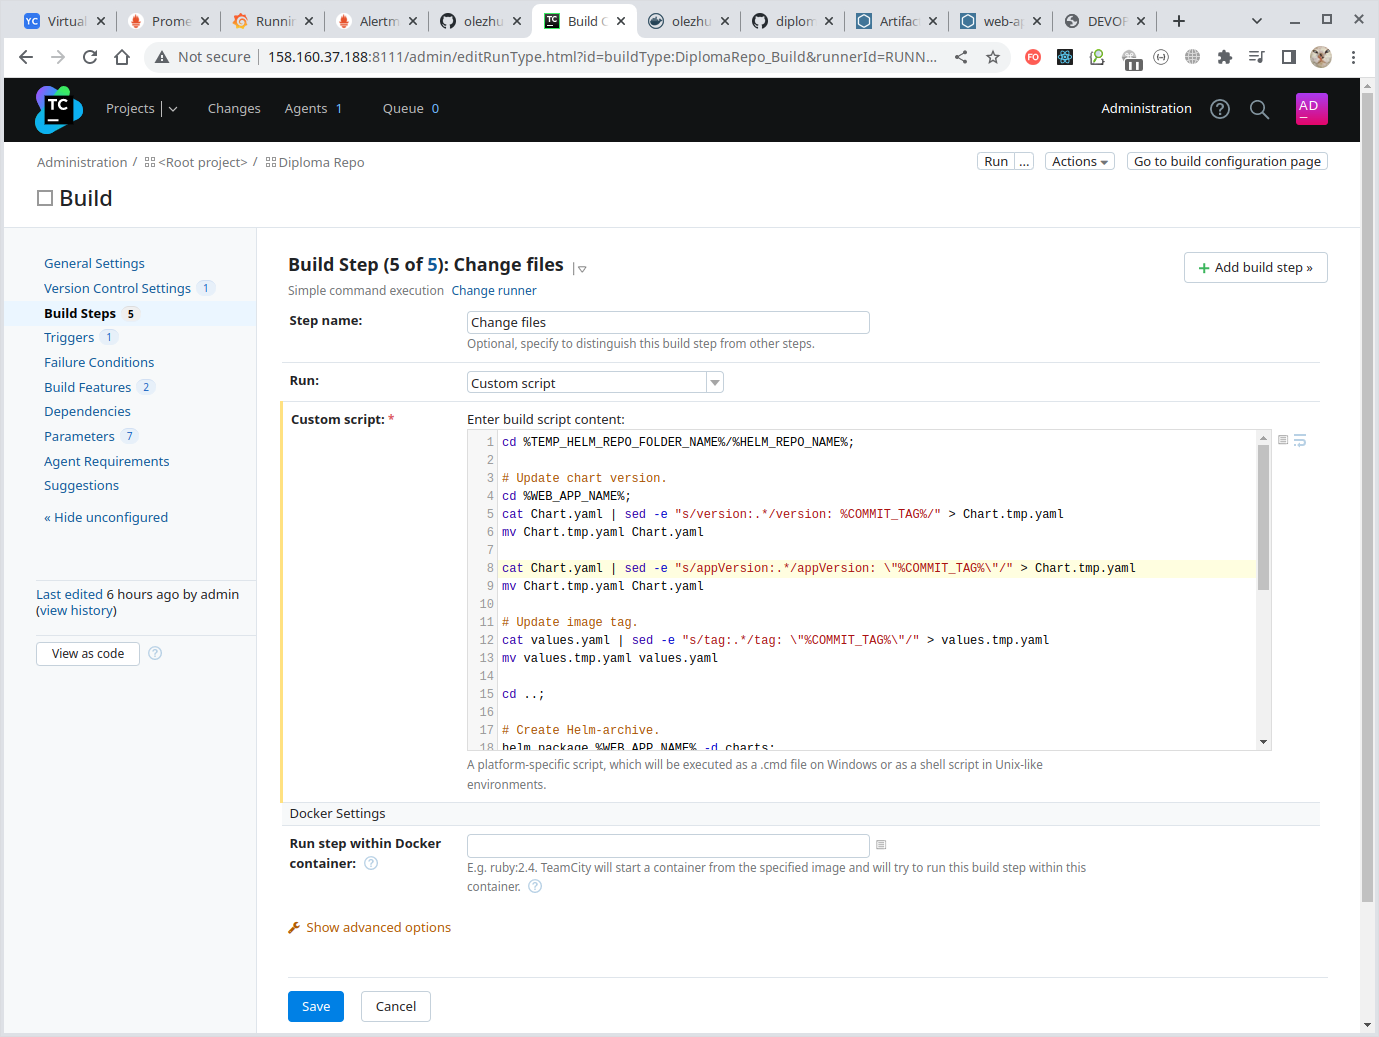 Virtual
Prome
Runnin
Alertm
olezhu
Build C
olezhu
diplom
Artifac
web-ap
DEVOP
Not secure 158.160.37.188:8111/admin/editRunType.html?id=buildType:DiplomaRepo_Build&runnerId=RUNN...
TC Projects Changes Agents 1 Queue 0 Administration AD
Administration / <Root project> / Diploma Repo Run ... Actions Go to build configuration page
Build
General Settings
Version Control Settings 1
Build Steps 5
Triggers 1
Failure Conditions
Build Features 2
Dependencies
Parameters 7
Agent Requirements
Suggestions
« Hide unconfigured
Last edited 6 hours ago by admin
(view history)
View as code ?
Build Step (5 of 5): Change files
+ Add build step »
Simple command execution Change runner
Step name: Change files
Optional, specify to distinguish this build step from other steps.
Run: Custom script
Custom script: * Enter build script content:
1 cd %TEMP_HELM_REPO_FOLDER_NAME%/%HELM_REPO_NAME%;
2
3 # Update chart version.
4 cd %WEB_APP_NAME%;
5 cat Chart.yaml | sed -e "s/version:.*/version: %COMMIT_TAG%/" > Chart.tmp.yaml
6 mv Chart.tmp.yaml Chart.yaml
7
8 cat Chart.yaml | sed -e "s/appVersion:.*/appVersion: \"%COMMIT_TAG%\"/" > Chart.tmp.yaml
9 mv Chart.tmp.yaml Chart.yaml
10
11 # Update image tag.
12 cat values.yaml | sed -e "s/tag:.*/tag: \"%COMMIT_TAG%\"/" > values.tmp.yaml
13 mv values.tmp.yaml values.yaml
14
15 cd ..;
16
17 # Create Helm-archive.
18 helm package %WEB_APP_NAME% -d charts;
A platform-specific script, which will be executed as a .cmd file on Windows or as a shell script in Unix-like
environments.
Docker Settings
Run step within Docker
container: ?
E.g. ruby:2.4. TeamCity will start a container from the specified image and will try to run this build step within this
container. ?
Show advanced options
Save Cancel